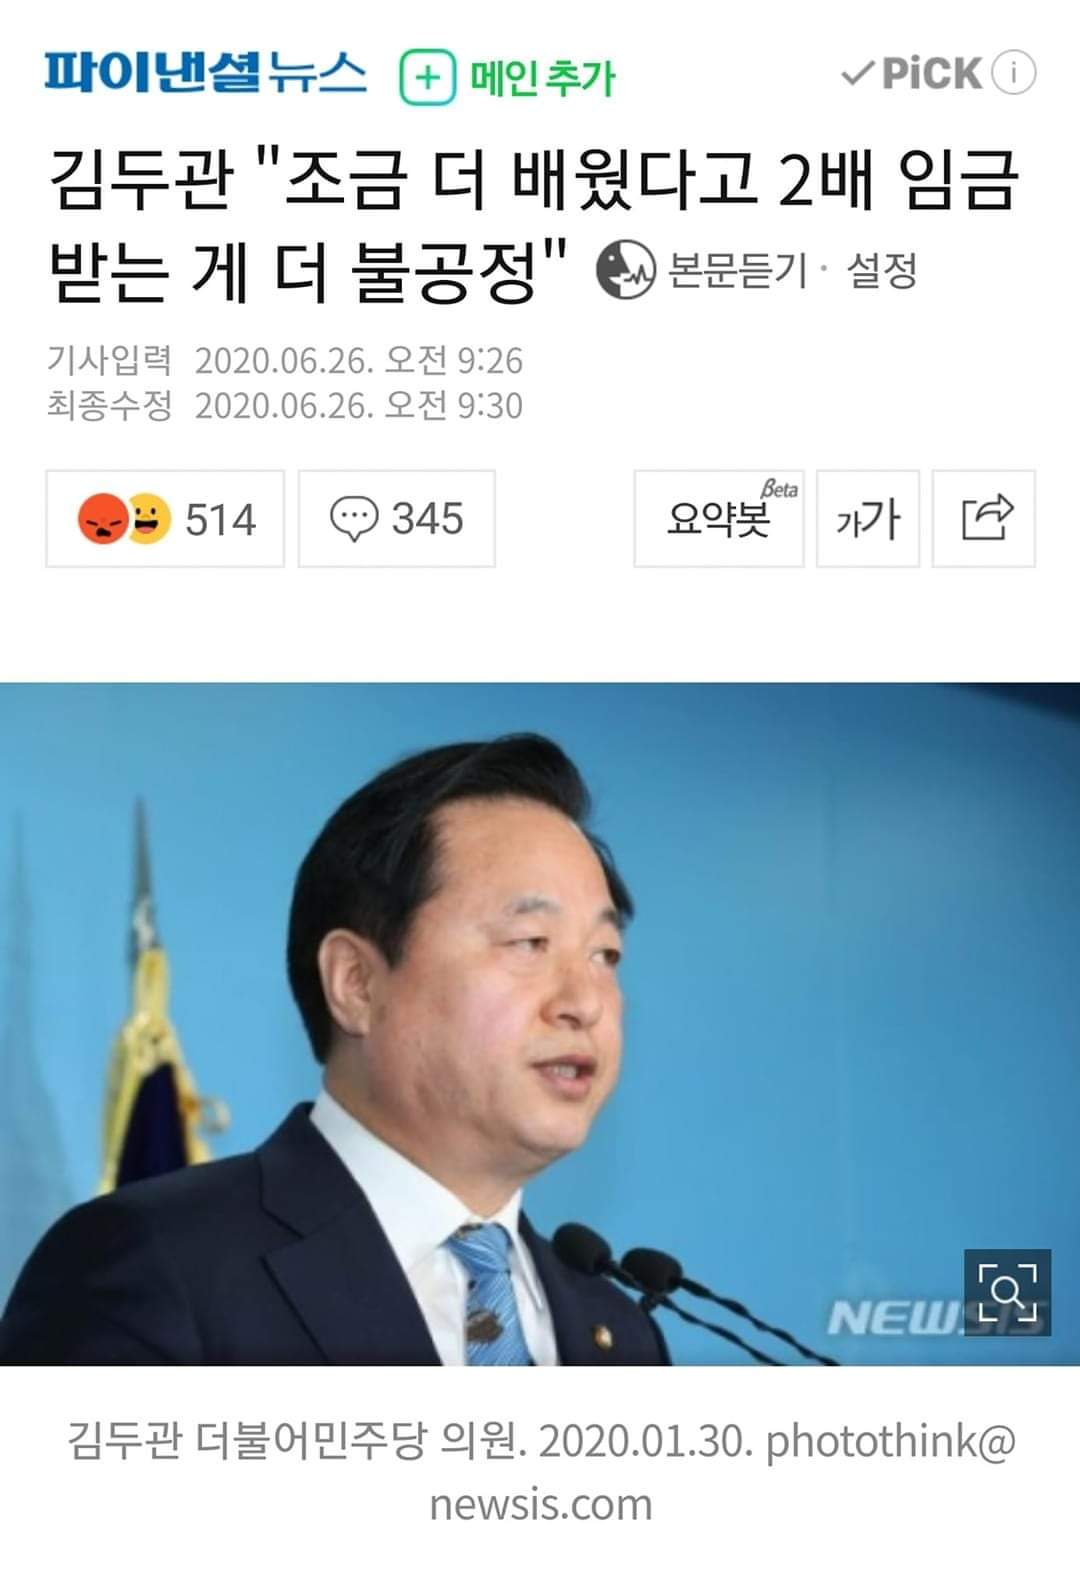 파이낸셜뉴스 메인 추가 PiCK
김두관 "조금 더 배웠다고 2배 임금
받는 게 더 불공정" 본문듣기 · 설정
기사입력 2020.06.26. 오전 9:26
최종수정 2020.06.26. 오전 9:30
514 345 요약봇 Beta 가가
NEWSIS
김두관 더불어민주당 의원. 2020.01.30. photothink@
newsis.com